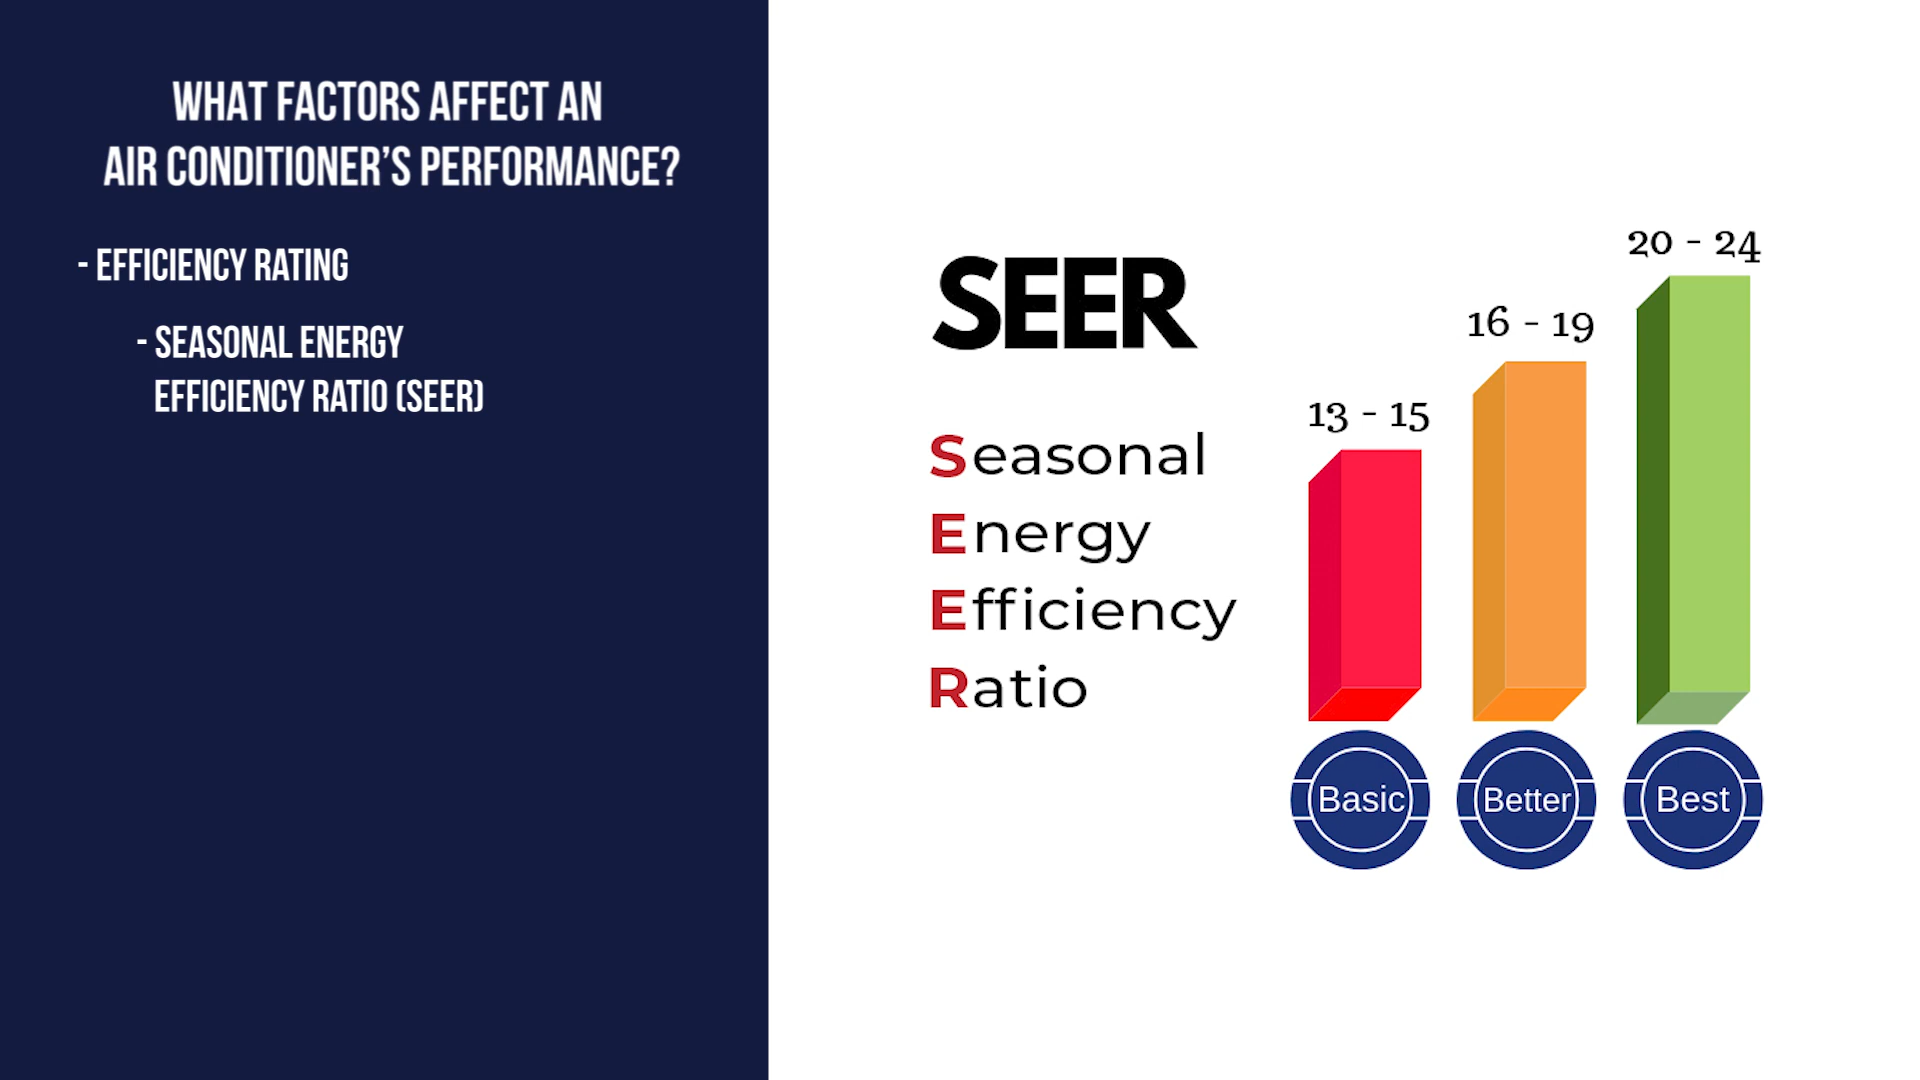 WHAT FACTORS AFFECT AN
AIR CONDITIONER’S PERFORMANCE?
- EFFICIENCY RATING
- SEASONAL ENERGY
EFFICIENCY RATIO (SEER)
SEER
Seasonal
Energy
Efficiency
Ratio
13 - 15
16 - 19
20 - 24
Basic
Better
Best